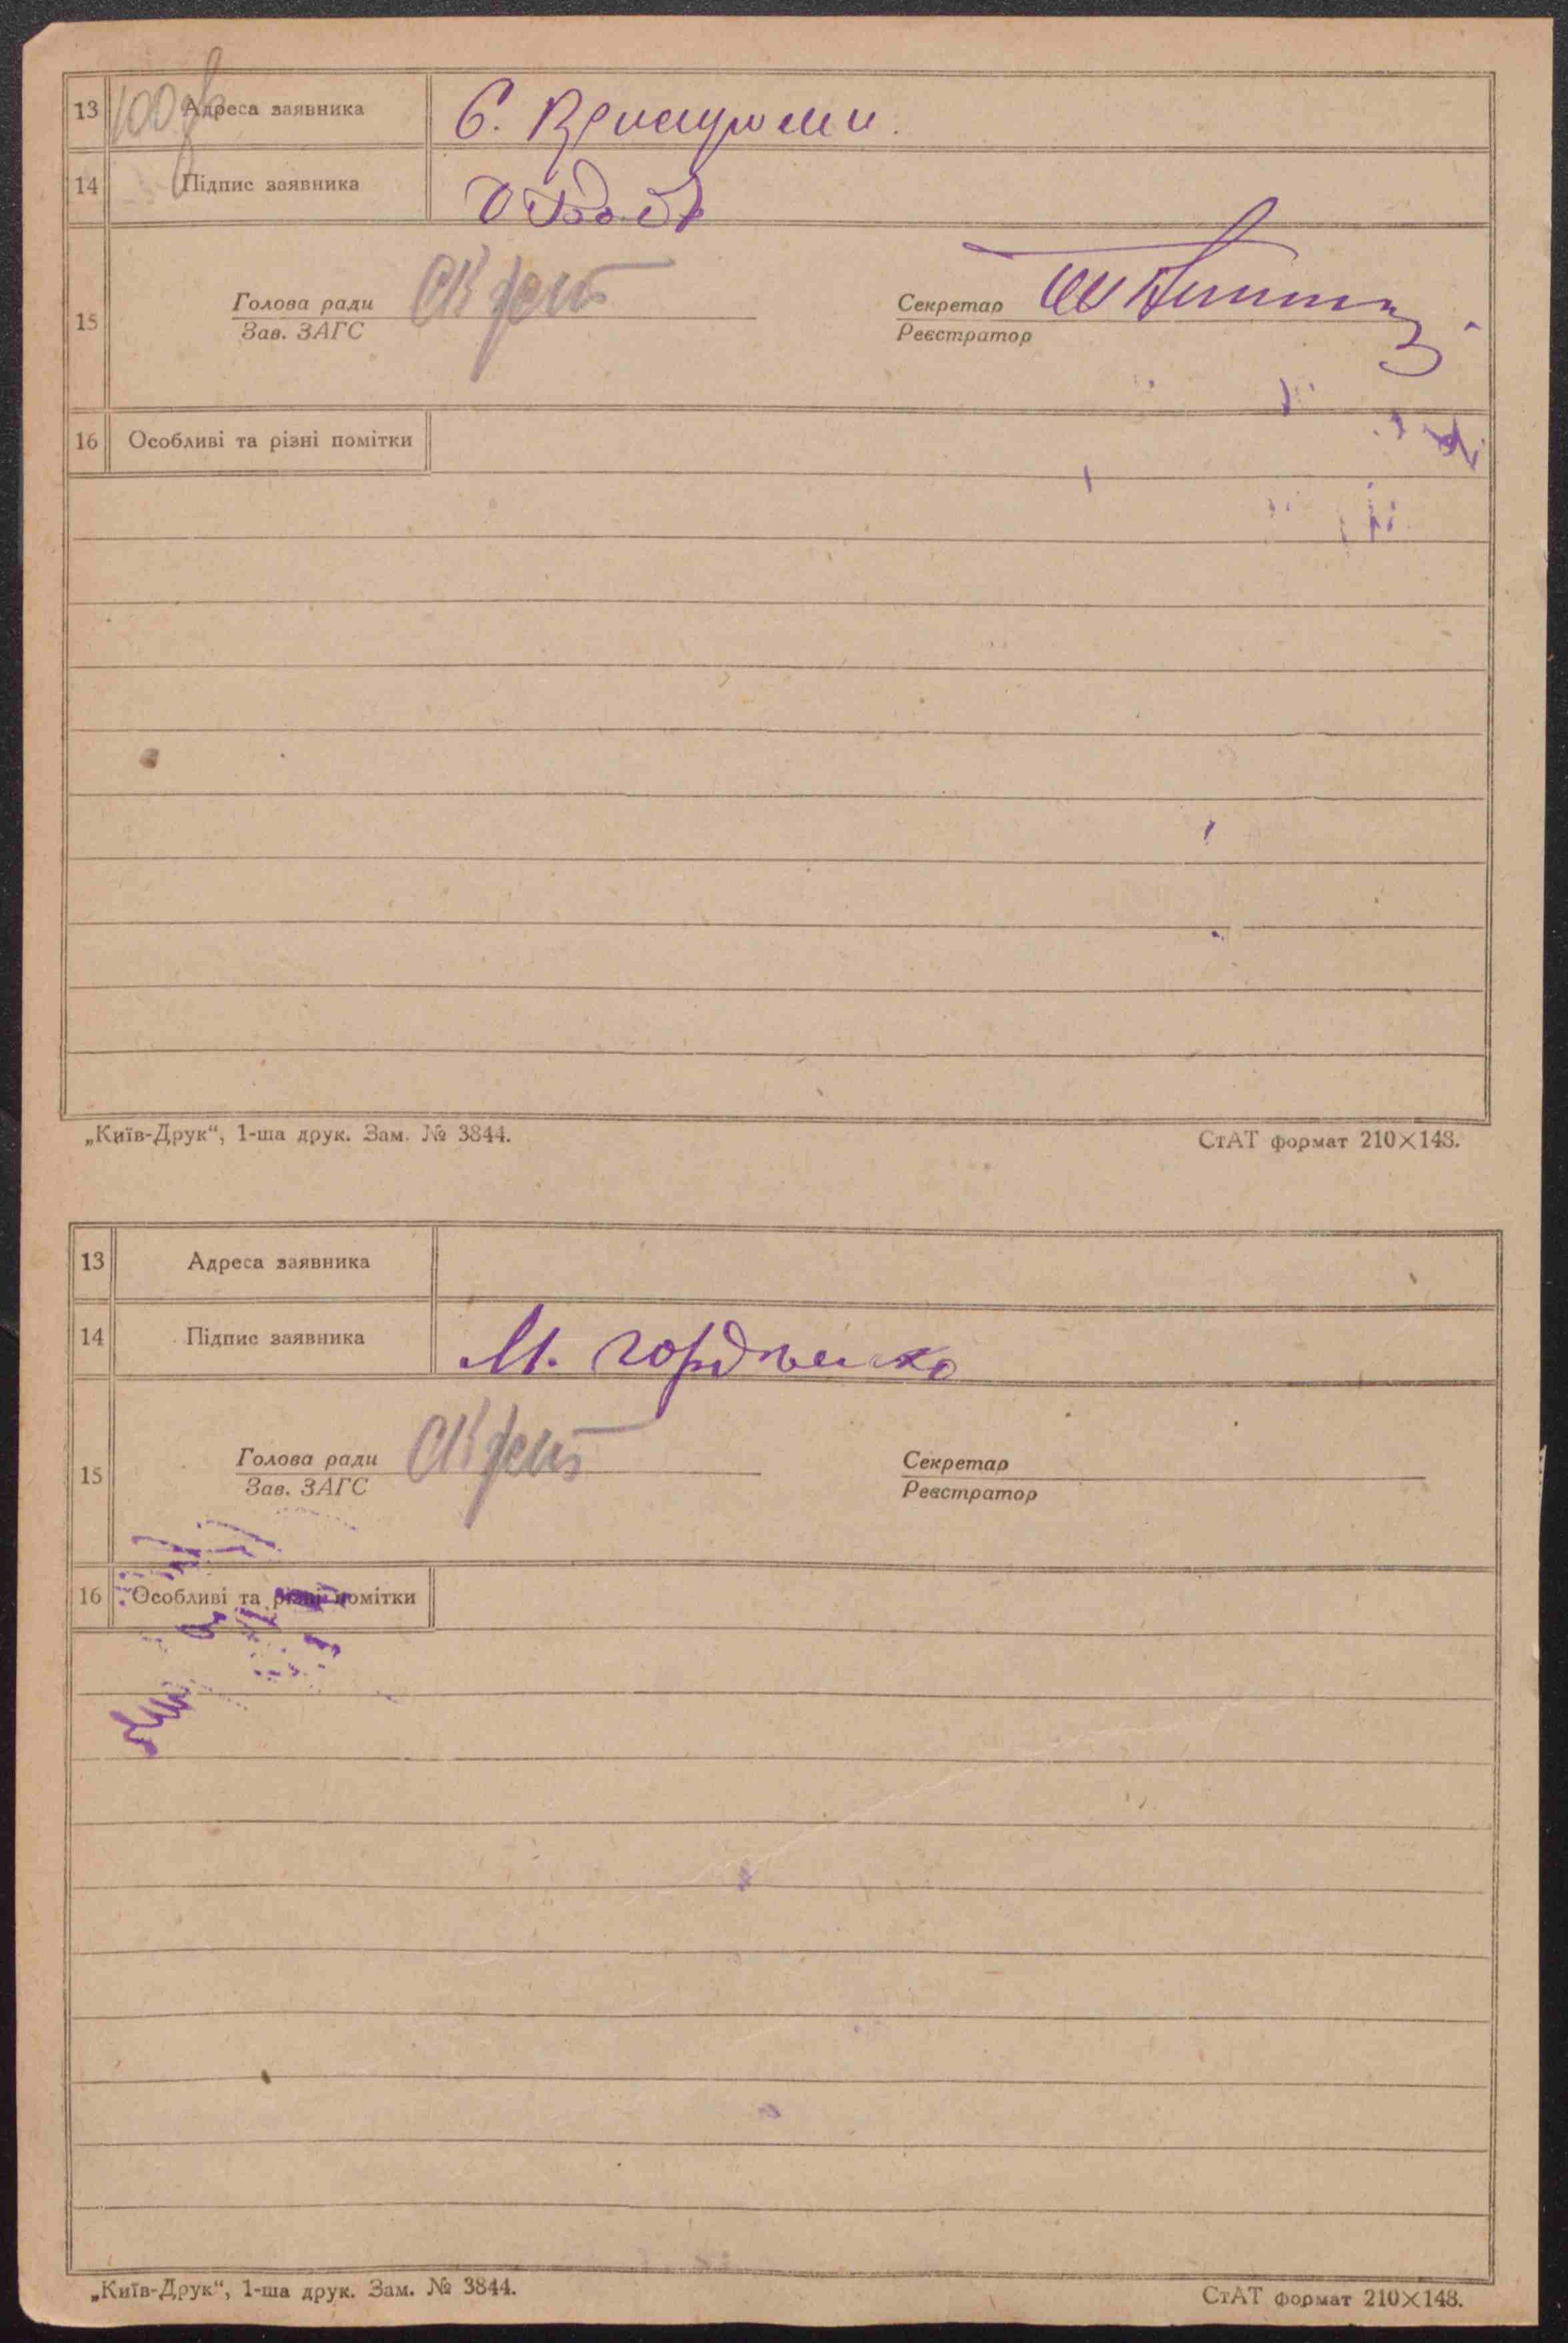 13 Адреса заявника С.
14 Підпис заявника
15 Голова ради Секретар
Зав. ЗАГС Реєстратор
16 Особливі та різні помітки
„Київ-Друк“, 1-ша друк. Зам. № 3844. СтАТ формат 210×148.
13 Адреса заявника
14 Підпис заявника М. гордиенко
15 Голова ради Секретар
Зав. ЗАГС Реєстратор
16 Особливі та різні помітки
„Київ-Друк“, 1-ша друк. Зам. № 3844. СтАТ формат 210×148.